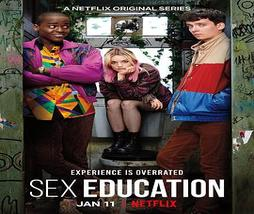 A NETFLIX ORIGINAL SERIES
EXPERIENCE IS OVERRATED
SEX EDUCATION
JAN 11 NETFLIX